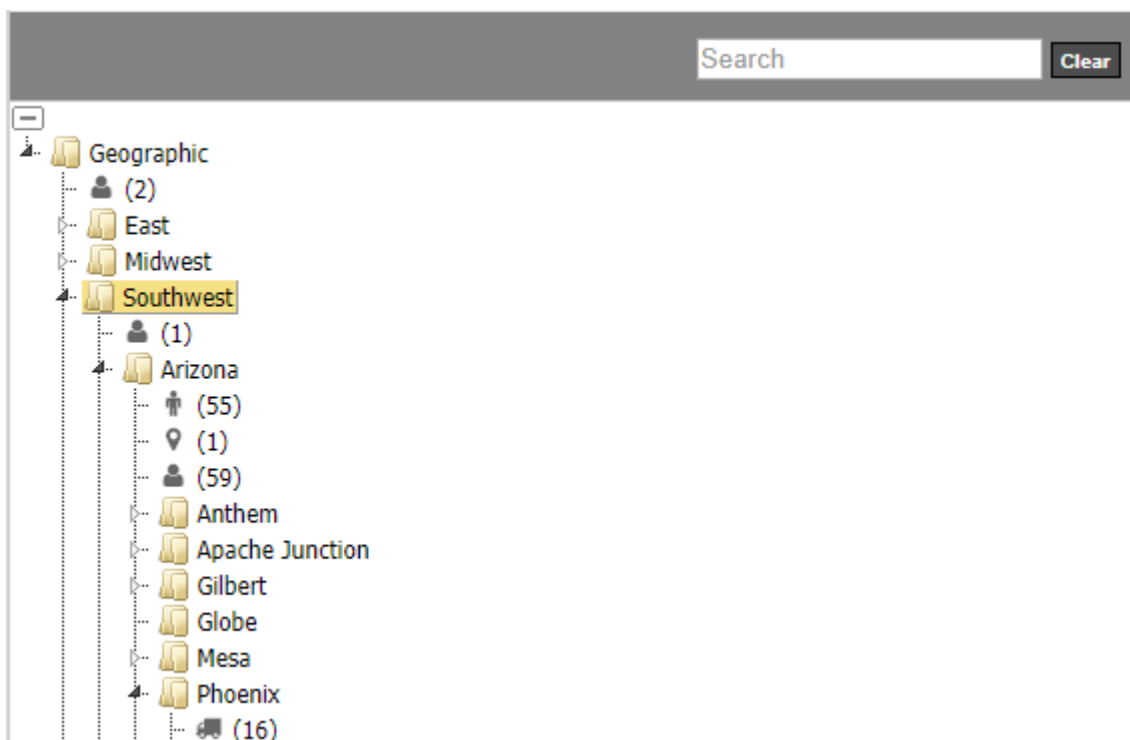 Search Clear
Geographic
(2)
East
Midwest
Southwest
(1)
Arizona
(55)
(1)
(59)
Anthem
Apache Junction
Gilbert
Globe
Mesa
Phoenix
(16)